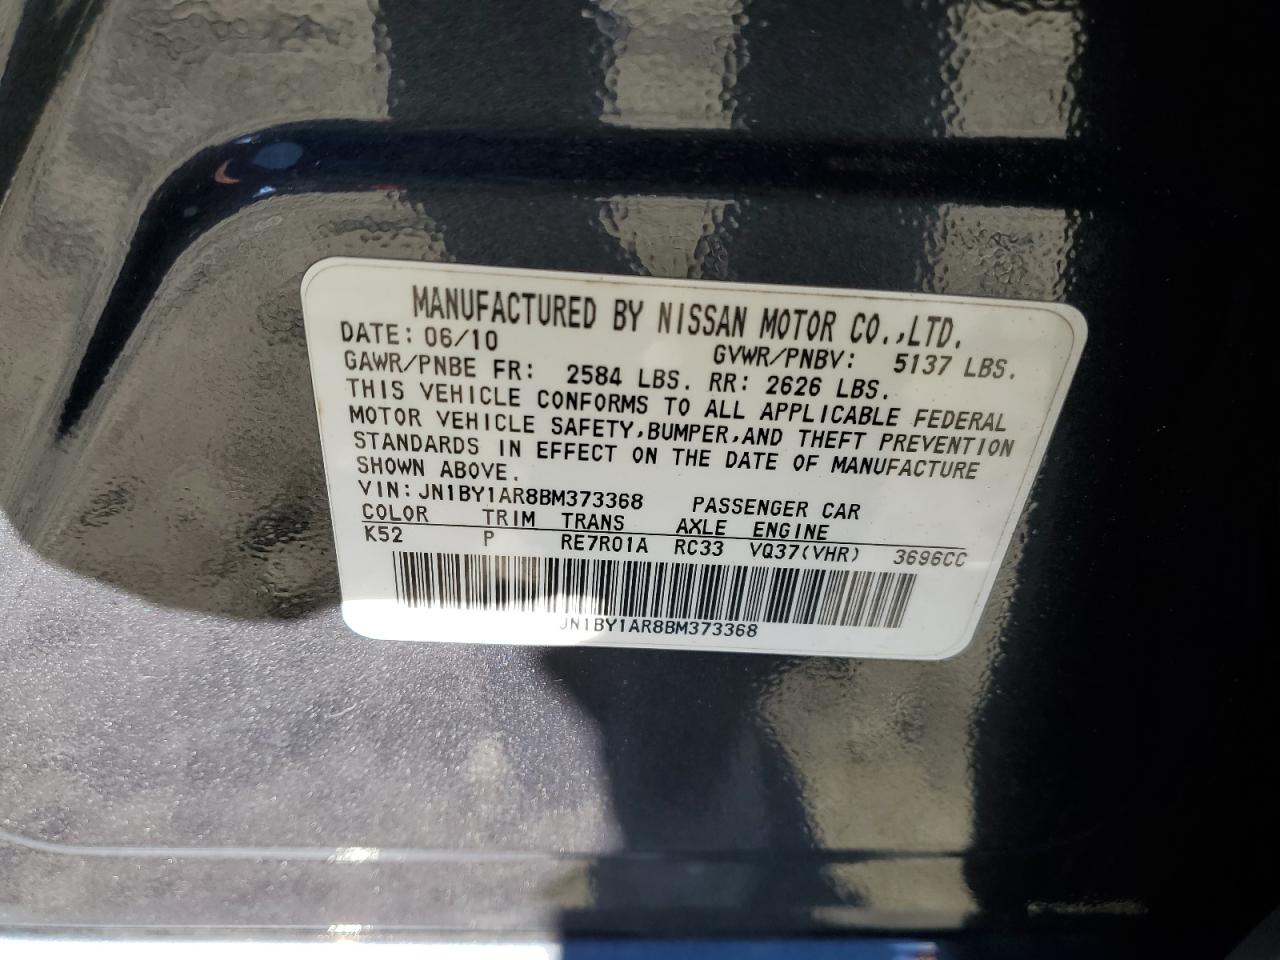 MANUFACTURED BY NISSAN MOTOR CO.,LTD.
DATE: 06/10 GVWR/PNBV: 5137 LBS.
GAWR/PNBE FR: 2584 LBS. RR: 2626 LBS.
THIS VEHICLE CONFORMS TO ALL APPLICABLE FEDERAL
MOTOR VEHICLE SAFETY,BUMPER,AND THEFT PREVENTION
STANDARDS IN EFFECT ON THE DATE OF MANUFACTURE
SHOWN ABOVE.
VIN: JN1BY1AR8BM373368 PASSENGER CAR
COLOR TRIM TRANS AXLE ENGINE
K52 P RE7R01A RC33 VQ37(VHR) 3696CC
JN1BY1AR8BM373368